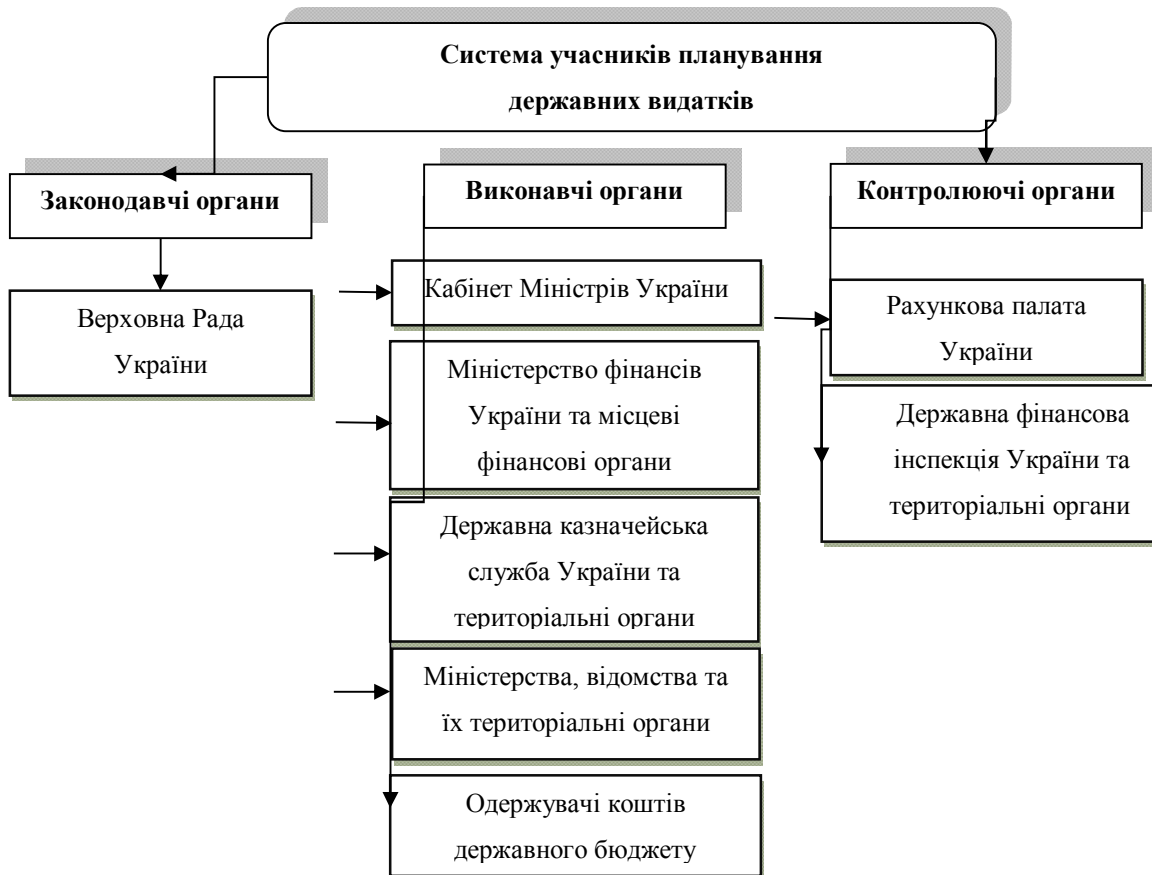 Система учасників планування
державних видатків
Законодавчі органи
Верховна Рада
України
Виконавчі органи
Кабінет Міністрів України
Міністерство фінансів
України та місцеві
фінансові органи
Державна казначейська
служба України та
територіальні органи
Міністерства, відомства та
їх територіальні органи
Одержувачі коштів
державного бюджету
Контролюючі органи
Рахункова палата
України
Державна фінансова
інспекція України та
територіальні органи